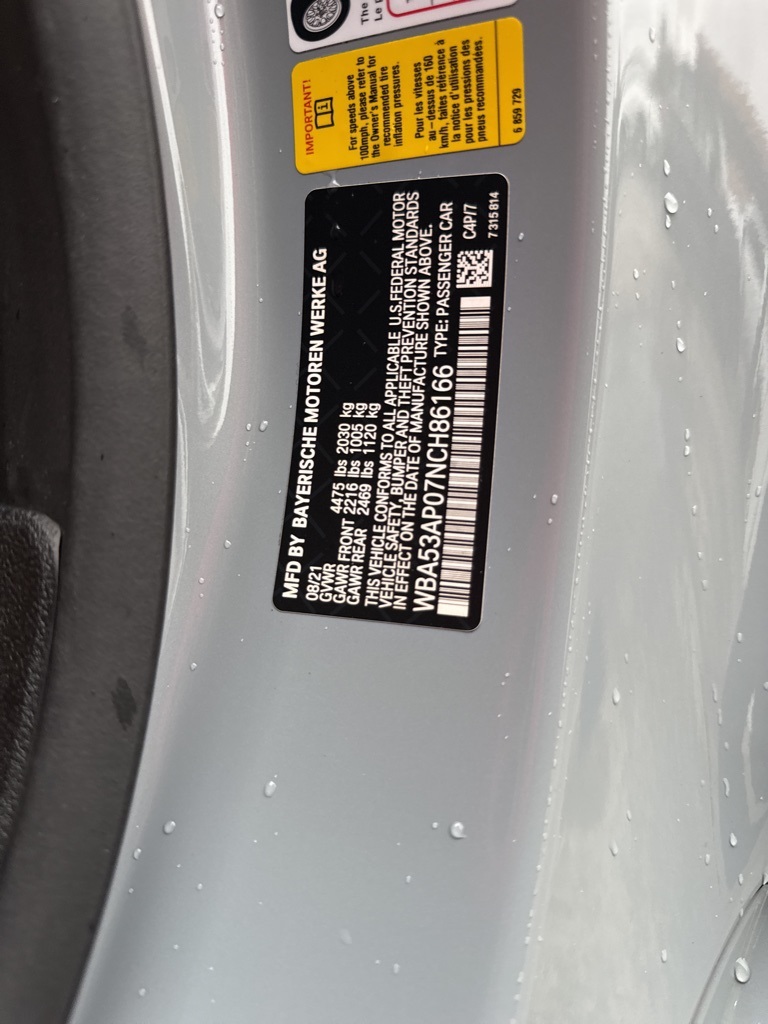 The
Le
IMPORTANT!
For speeds above
100mph, please refer to
the Owner's Manual for
recommended tire
inflation pressures.
Pour les vitesses
au-dessus de 160
km/h, faites référence à
la notice d'utilisation
pour les pressions des
pneus recommandées.
6 859 729
MFD BY BAYERISCHE MOTOREN WERKE AG
08/21
GVWR 4475 lbs 2030 kg
GAWR FRONT 2216 lbs 1005 kg
GAWR REAR 2469 lbs 1120 kg
THIS VEHICLE CONFORMS TO ALL APPLICABLE U.S.FEDERAL MOTOR
VEHICLE SAFETY, BUMPER AND THEFT PREVENTION STANDARDS
IN EFFECT ON THE DATE OF MANUFACTURE SHOWN ABOVE.
WBA53AP07NCH86166 TYPE: PASSENGER CAR
C4P/7
7 315 814